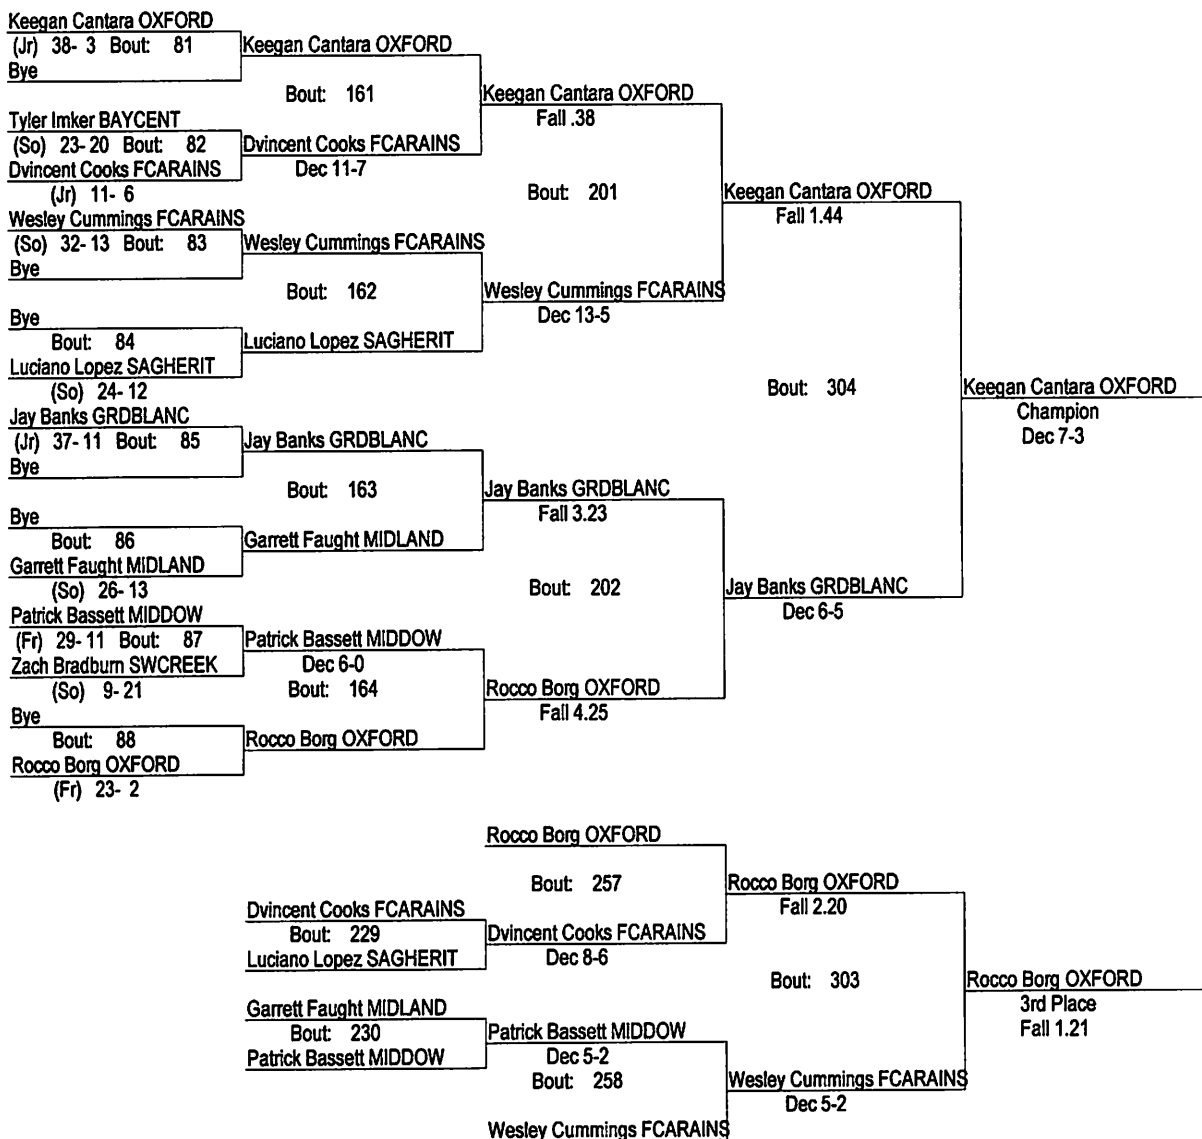 Keegan Cantara OXFORD
(Jr) 38- 3 Bout: 81
Bye
Keegan Cantara OXFORD
Bout: 161
Tyler Imker BAYCENT
(So) 23- 20 Bout: 82
Dvincent Cooks FCARAINS
(Jr) 11- 6
Dvincent Cooks FCARAINS
Dec 11-7
Keegan Cantara OXFORD
Fall .38
Bout: 201
Wesley Cummings FCARAINS
(So) 32- 13 Bout: 83
Bye
Wesley Cummings FCARAINS
Bout: 162
Bye
Bout: 84
Luciano Lopez SAGHERIT
(So) 24- 12
Luciano Lopez SAGHERIT
Wesley Cummings FCARAINS
Dec 13-5
Keegan Cantara OXFORD
Fall 1.44
Bout: 304
Jay Banks GRDBLANC
(Jr) 37- 11 Bout: 85
Bye
Jay Banks GRDBLANC
Bout: 163
Bye
Bout: 86
Garrett Faught MIDLAND
(So) 26- 13
Garrett Faught MIDLAND
Jay Banks GRDBLANC
Fall 3.23
Bout: 202
Patrick Bassett MIDDOW
(Fr) 29- 11 Bout: 87
Zach Bradburn SWCREEK
(So) 9- 21
Patrick Bassett MIDDOW
Dec 6-0
Bout: 164
Bye
Bout: 88
Rocco Borg OXFORD
(Fr) 23- 2
Rocco Borg OXFORD
Rocco Borg OXFORD
Fall 4.25
Jay Banks GRDBLANC
Dec 6-5
Keegan Cantara OXFORD
Champion
Dec 7-3
Rocco Borg OXFORD
Bout: 257
Dvincent Cooks FCARAINS
Bout: 229
Luciano Lopez SAGHERIT
Dvincent Cooks FCARAINS
Dec 8-6
Rocco Borg OXFORD
Fall 2.20
Bout: 303
Garrett Faught MIDLAND
Bout: 230
Patrick Bassett MIDDOW
Patrick Bassett MIDDOW
Dec 5-2
Bout: 258
Wesley Cummings FCARAINS
Wesley Cummings FCARAINS
Dec 5-2
Rocco Borg OXFORD
3rd Place
Fall 1.21